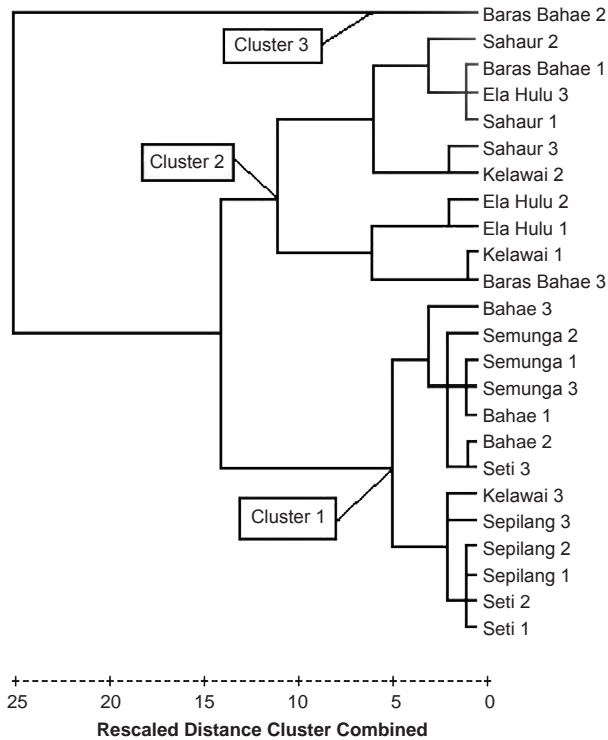 Baras Bahae 2
Cluster 3
Sahaur 2
Baras Bahae 1
Ela Hulu 3
Sahaur 1
Sahaur 3
Cluster 2
Kelawai 2
Ela Hulu 2
Ela Hulu 1
Kelawai 1
Baras Bahae 3
Bahae 3
Semunga 2
Semunga 1
Semunga 3
Bahae 1
Bahae 2
Seti 3
Kelawai 3
Cluster 1
Sepilang 3
Sepilang 2
Sepilang 1
Seti 2
Seti 1
25 20 15 10 5 0
Rescaled Distance Cluster Combined